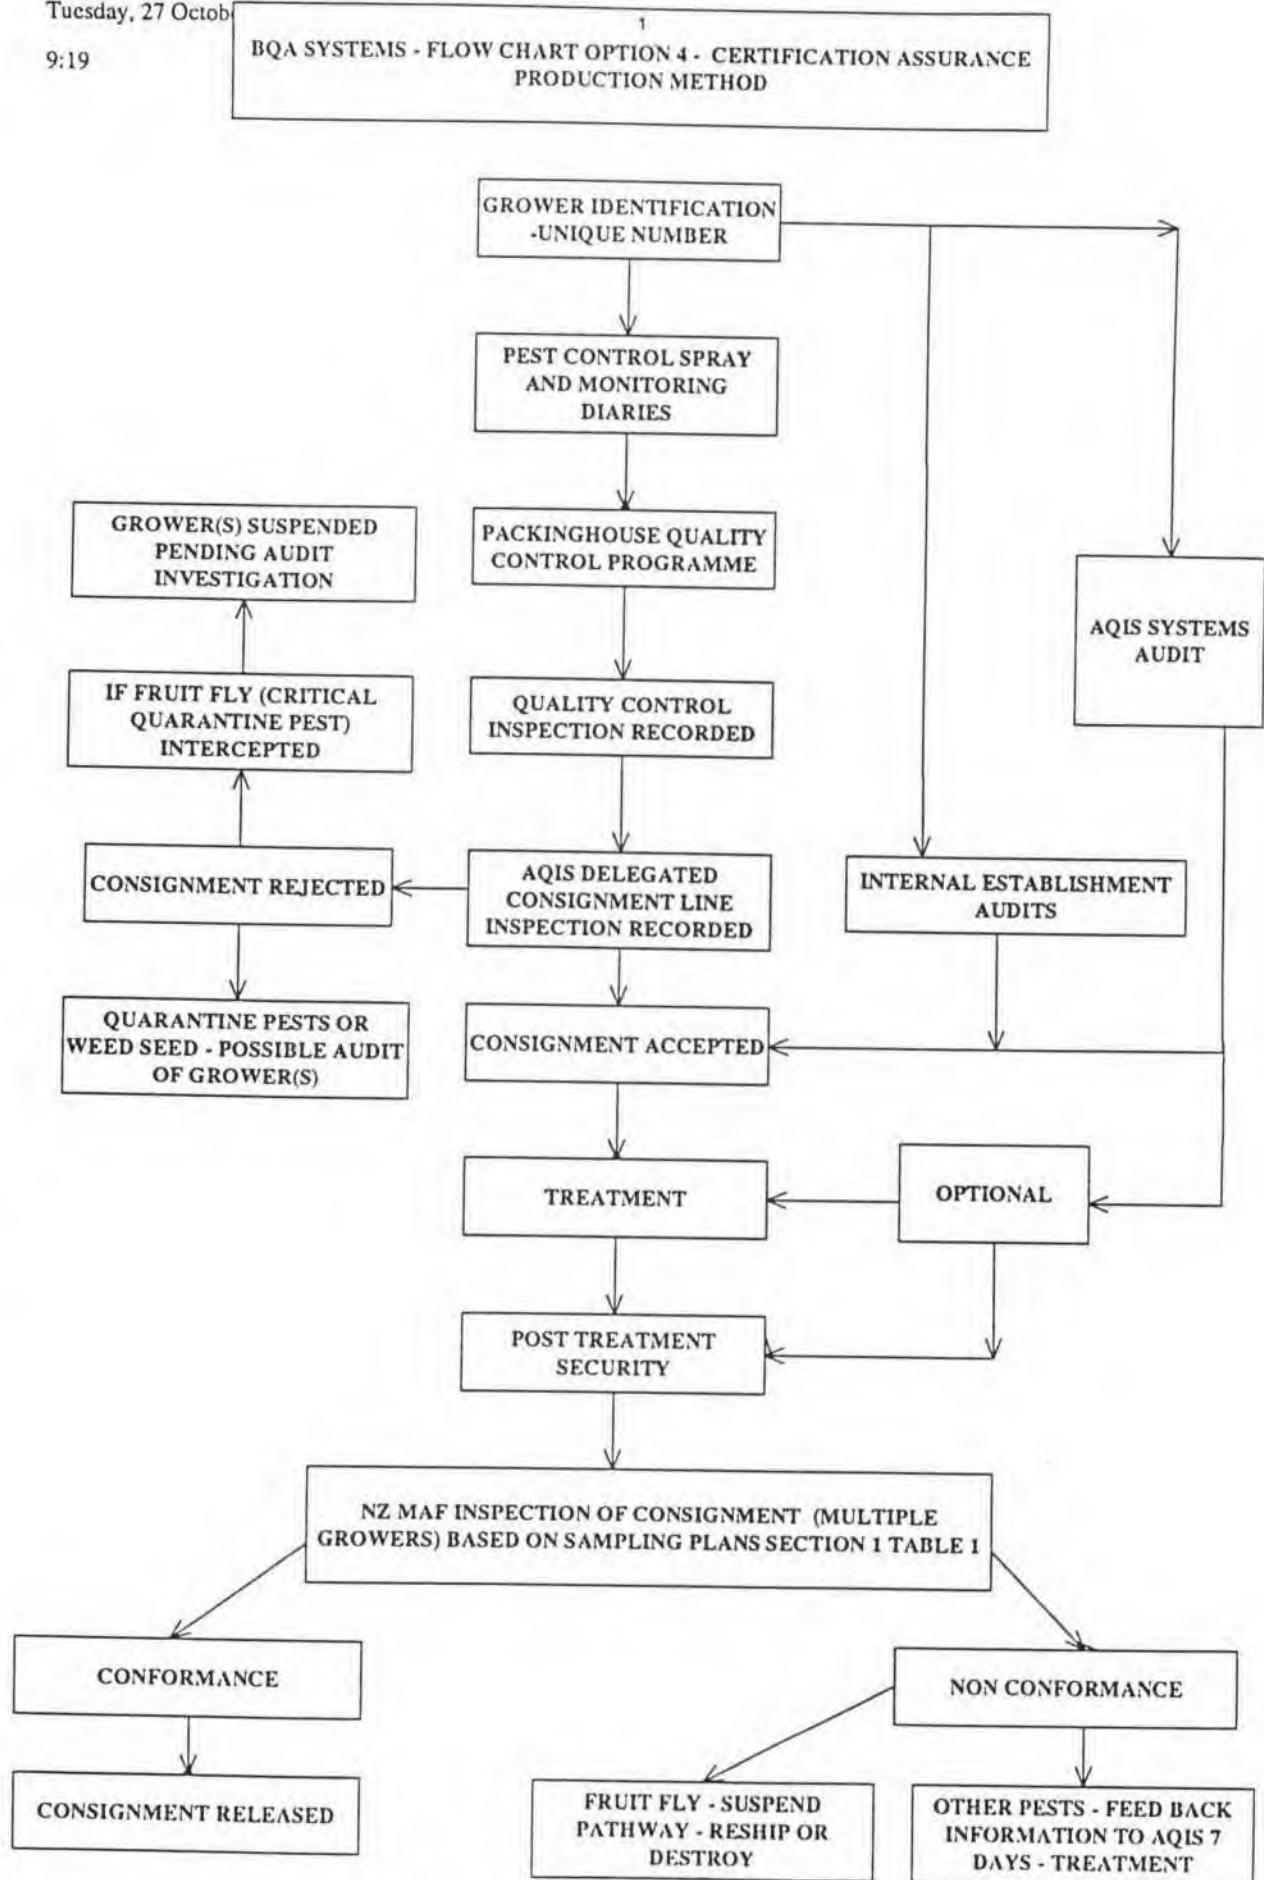 Tuesday, 27 Octob
9:19
1
BQA SYSTEMS - FLOW CHART OPTION 4 - CERTIFICATION ASSURANCE
PRODUCTION METHOD
GROWER IDENTIFICATION
-UNIQUE NUMBER
PEST CONTROL SPRAY
AND MONITORING
DIARIES
GROWER(S) SUSPENDED
PENDING AUDIT
INVESTIGATION
PACKINGHOUSE QUALITY
CONTROL PROGRAMME
AQIS SYSTEMS
AUDIT
IF FRUIT FLY (CRITICAL
QUARANTINE PEST)
INTERCEPTED
QUALITY CONTROL
INSPECTION RECORDED
CONSIGNMENT REJECTED
AQIS DELEGATED
CONSIGNMENT LINE
INSPECTION RECORDED
INTERNAL ESTABLISHMENT
AUDITS
QUARANTINE PESTS OR
WEED SEED - POSSIBLE AUDIT
OF GROWER(S)
CONSIGNMENT ACCEPTED
TREATMENT
OPTIONAL
POST TREATMENT
SECURITY
NZ MAF INSPECTION OF CONSIGNMENT (MULTIPLE
GROWERS) BASED ON SAMPLING PLANS SECTION 1 TABLE 1
CONFORMANCE
NON CONFORMANCE
CONSIGNMENT RELEASED
FRUIT FLY - SUSPEND
PATHWAY - RESHIP OR
DESTROY
OTHER PESTS - FEED BACK
INFORMATION TO AQIS 7
DAYS - TREATMENT